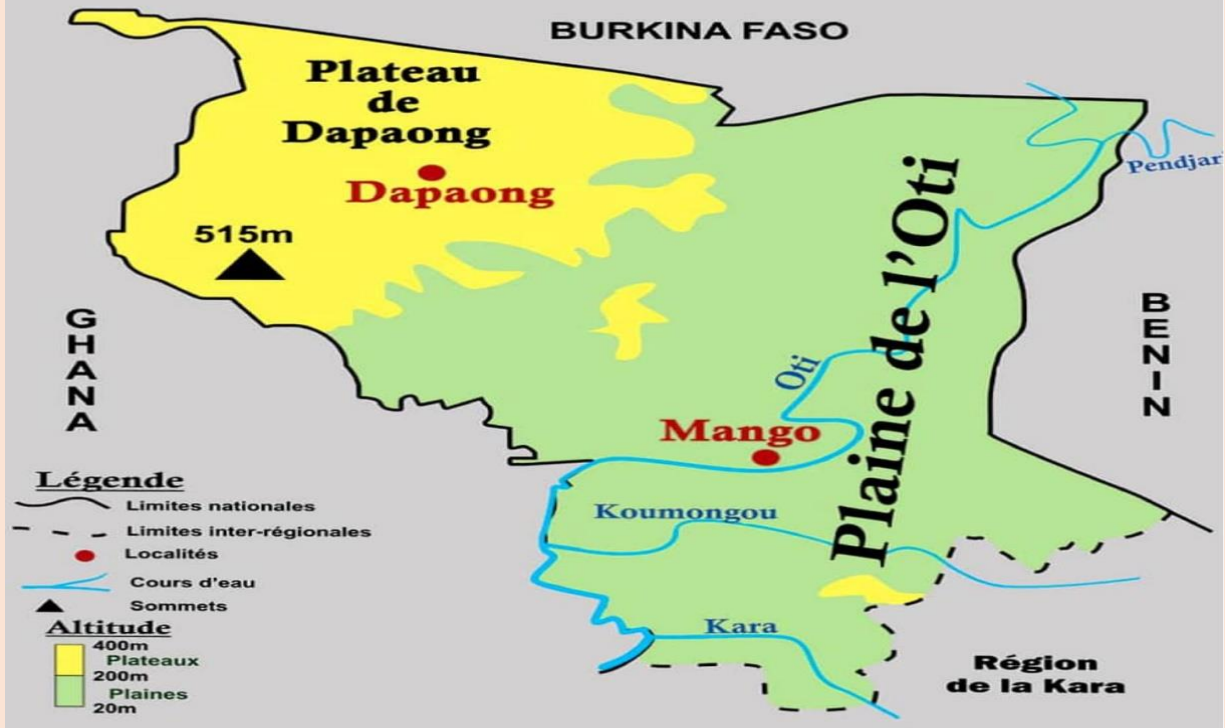 BURKINA FASO
Plateau
de
Dapaong
Dapaong
515m
Pendjar
Plaine de l'Oti
GHANA
BENIN
Oti
Mango
Koumongou
Kara
Région
de la Kara
Légende
Limites nationales
Limites inter-régionales
Localités
Cours d'eau
Sommets
Altitude
400m
Plateaux
200m
Plaines
20m